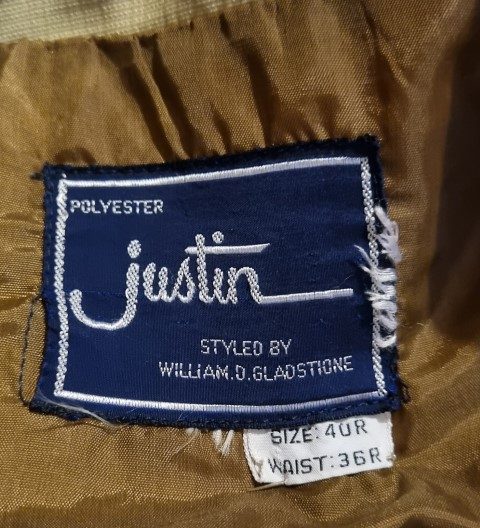 POLYESTER
justin
STYLED BY
WILLIAM.D.GLADSTIONE
SIZE: 40R
WAIST: 36R